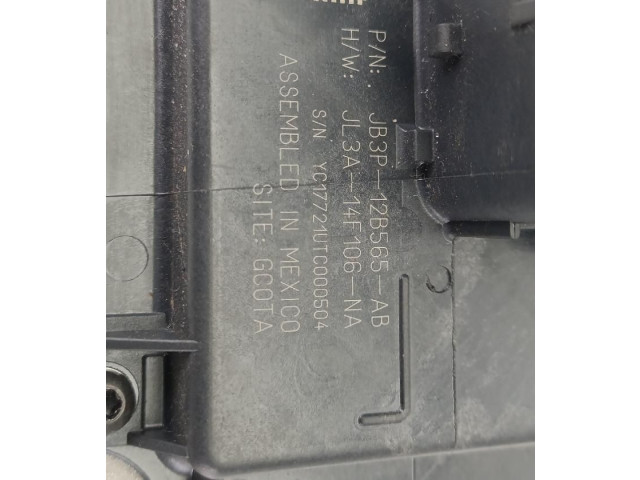 P/N: . JB3P-12B565-AB
H/W: JL3A-14F106-NA
S/N YC17721UTC000504
ASSEMBLED IN MEXICO
SITE: GCOTA